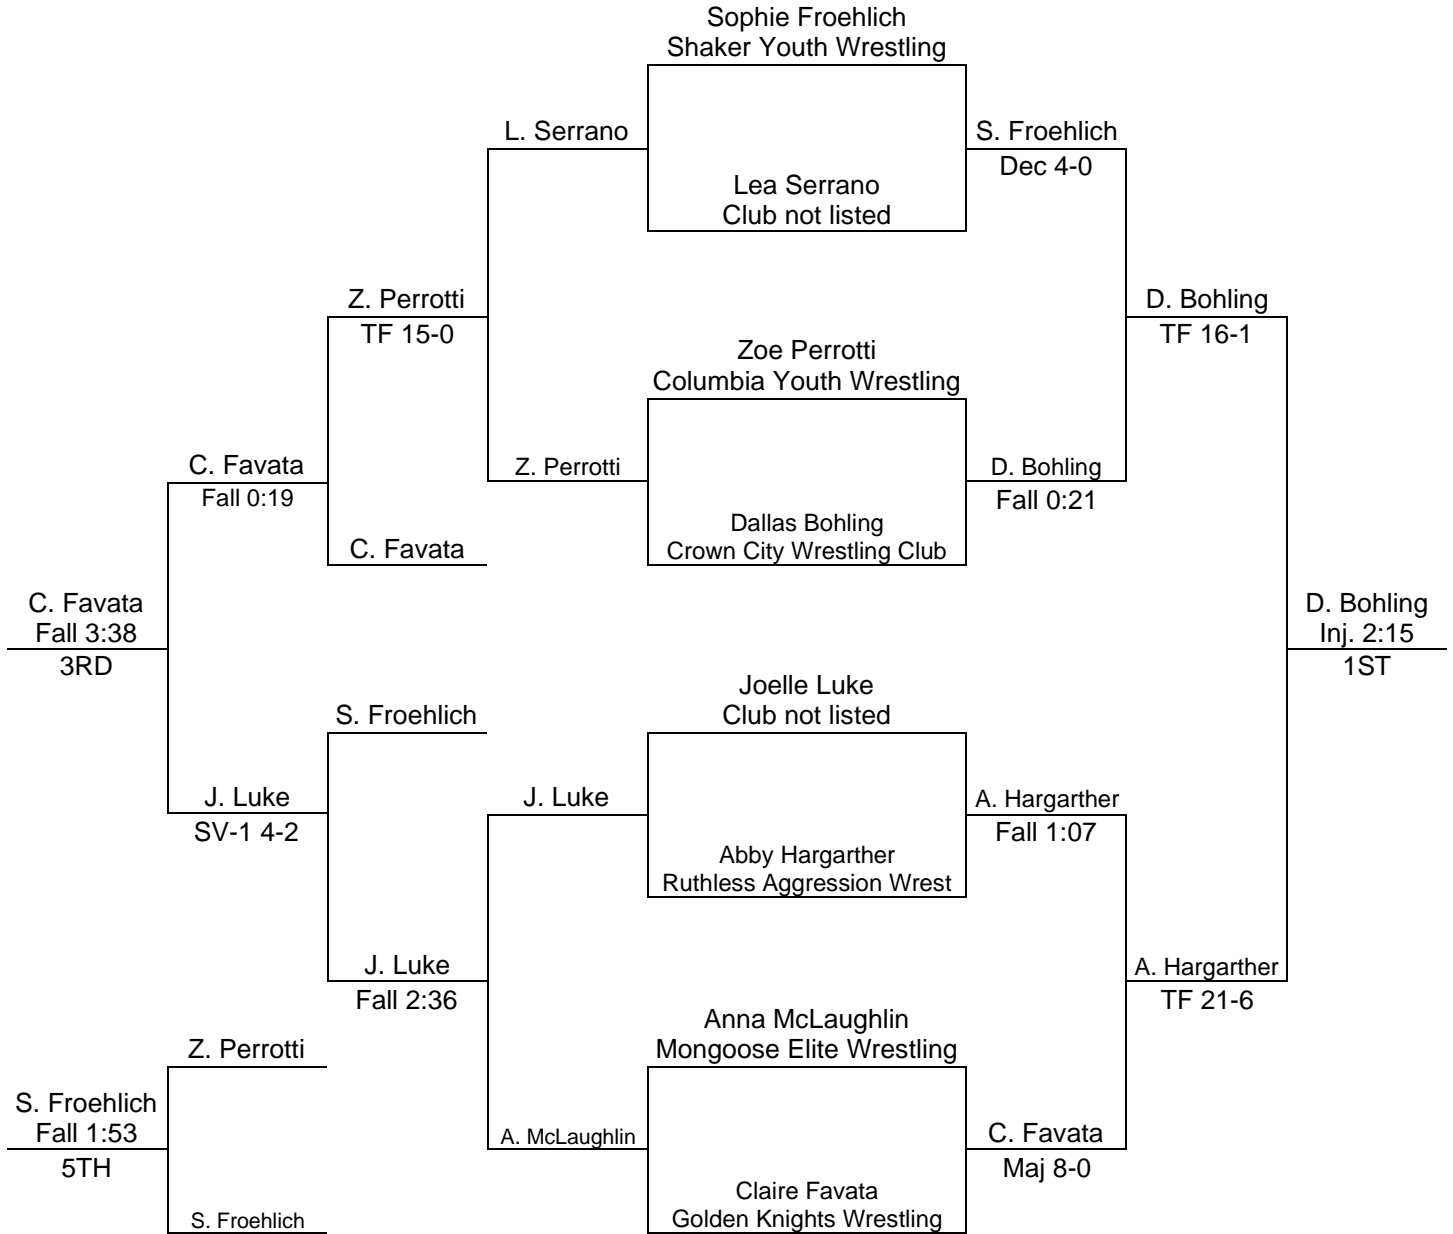 Sophie Froehlich
Shaker Youth Wrestling
L. Serrano
S. Froehlich
Dec 4-0
Lea Serrano
Club not listed
Z. Perrotti
TF 15-0
D. Bohling
TF 16-1
Zoe Perrotti
Columbia Youth Wrestling
C. Favata
Fall 0:19
Z. Perrotti
D. Bohling
Fall 0:21
Dallas Bohling
Crown City Wrestling Club
C. Favata
C. Favata
Fall 3:38
3RD
D. Bohling
Inj. 2:15
1ST
Joelle Luke
Club not listed
S. Froehlich
J. Luke
SV-1 4-2
J. Luke
A. Hargarther
Fall 1:07
Abby Hargarther
Ruthless Aggression Wrest
J. Luke
Fall 2:36
A. Hargarther
TF 21-6
Anna McLaughlin
Mongoose Elite Wrestling
Z. Perrotti
S. Froehlich
Fall 1:53
5TH
A. McLaughlin
C. Favata
Maj 8-0
Claire Favata
Golden Knights Wrestling
S. Froehlich